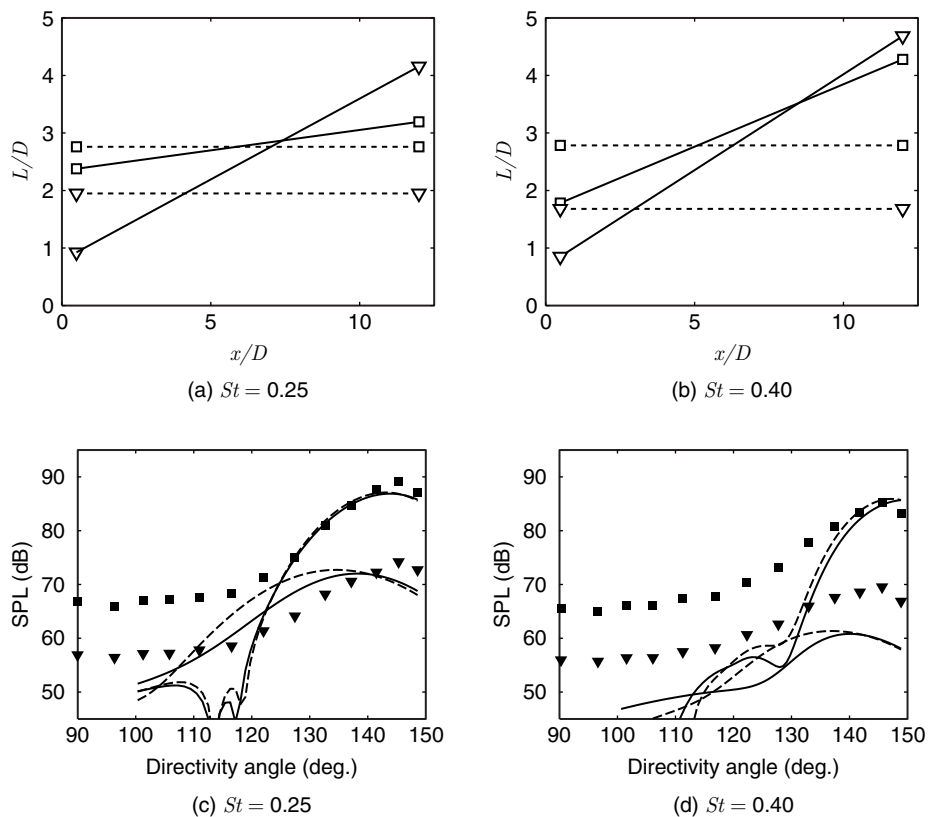 5
4
3
2
1
0
L/D
0 5 10
x/D
(a) St = 0.25
5
4
3
2
1
0
L/D
0 5 10
x/D
(b) St = 0.40
90
80
70
60
50
SPL (dB)
90 100 110 120 130 140 150
Directivity angle (deg.)
(c) St = 0.25
90
80
70
60
50
SPL (dB)
90 100 110 120 130 140 150
Directivity angle (deg.)
(d) St = 0.40